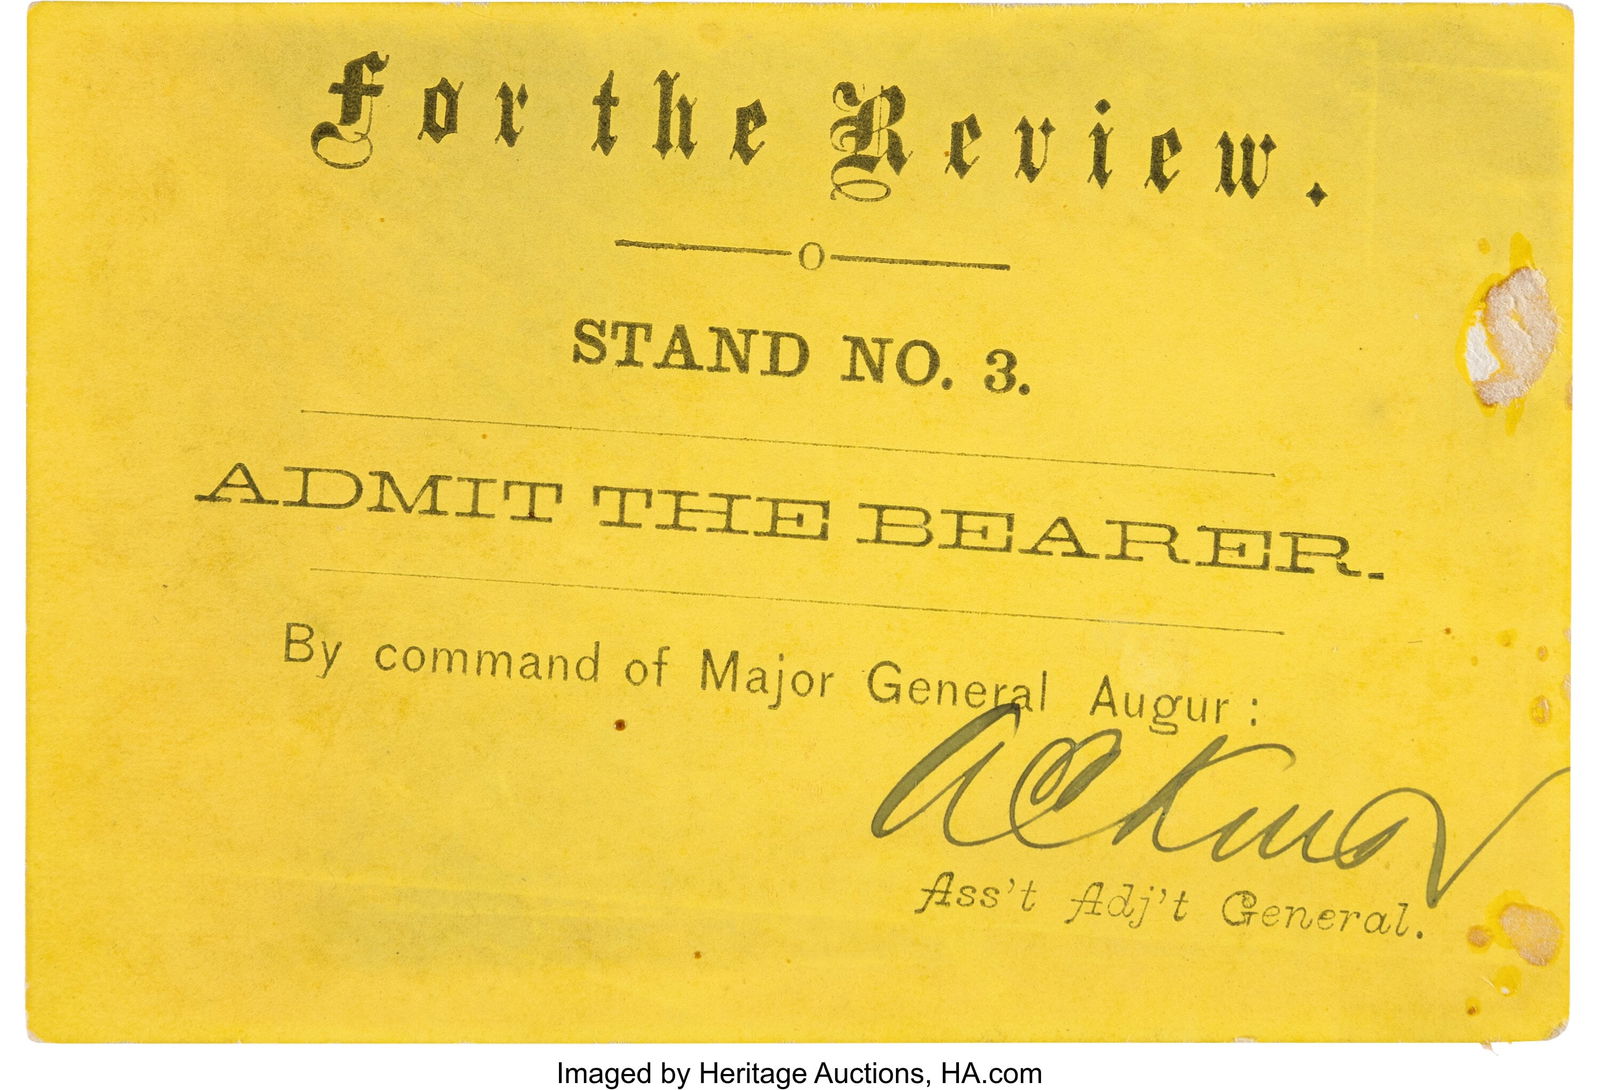 For the Review.
O
STAND NO. 3.
ADMIT THE BEARER.
By command of Major General Augur:
Ass't Adj't General.
Imaged by Heritage Auctions, HA.com